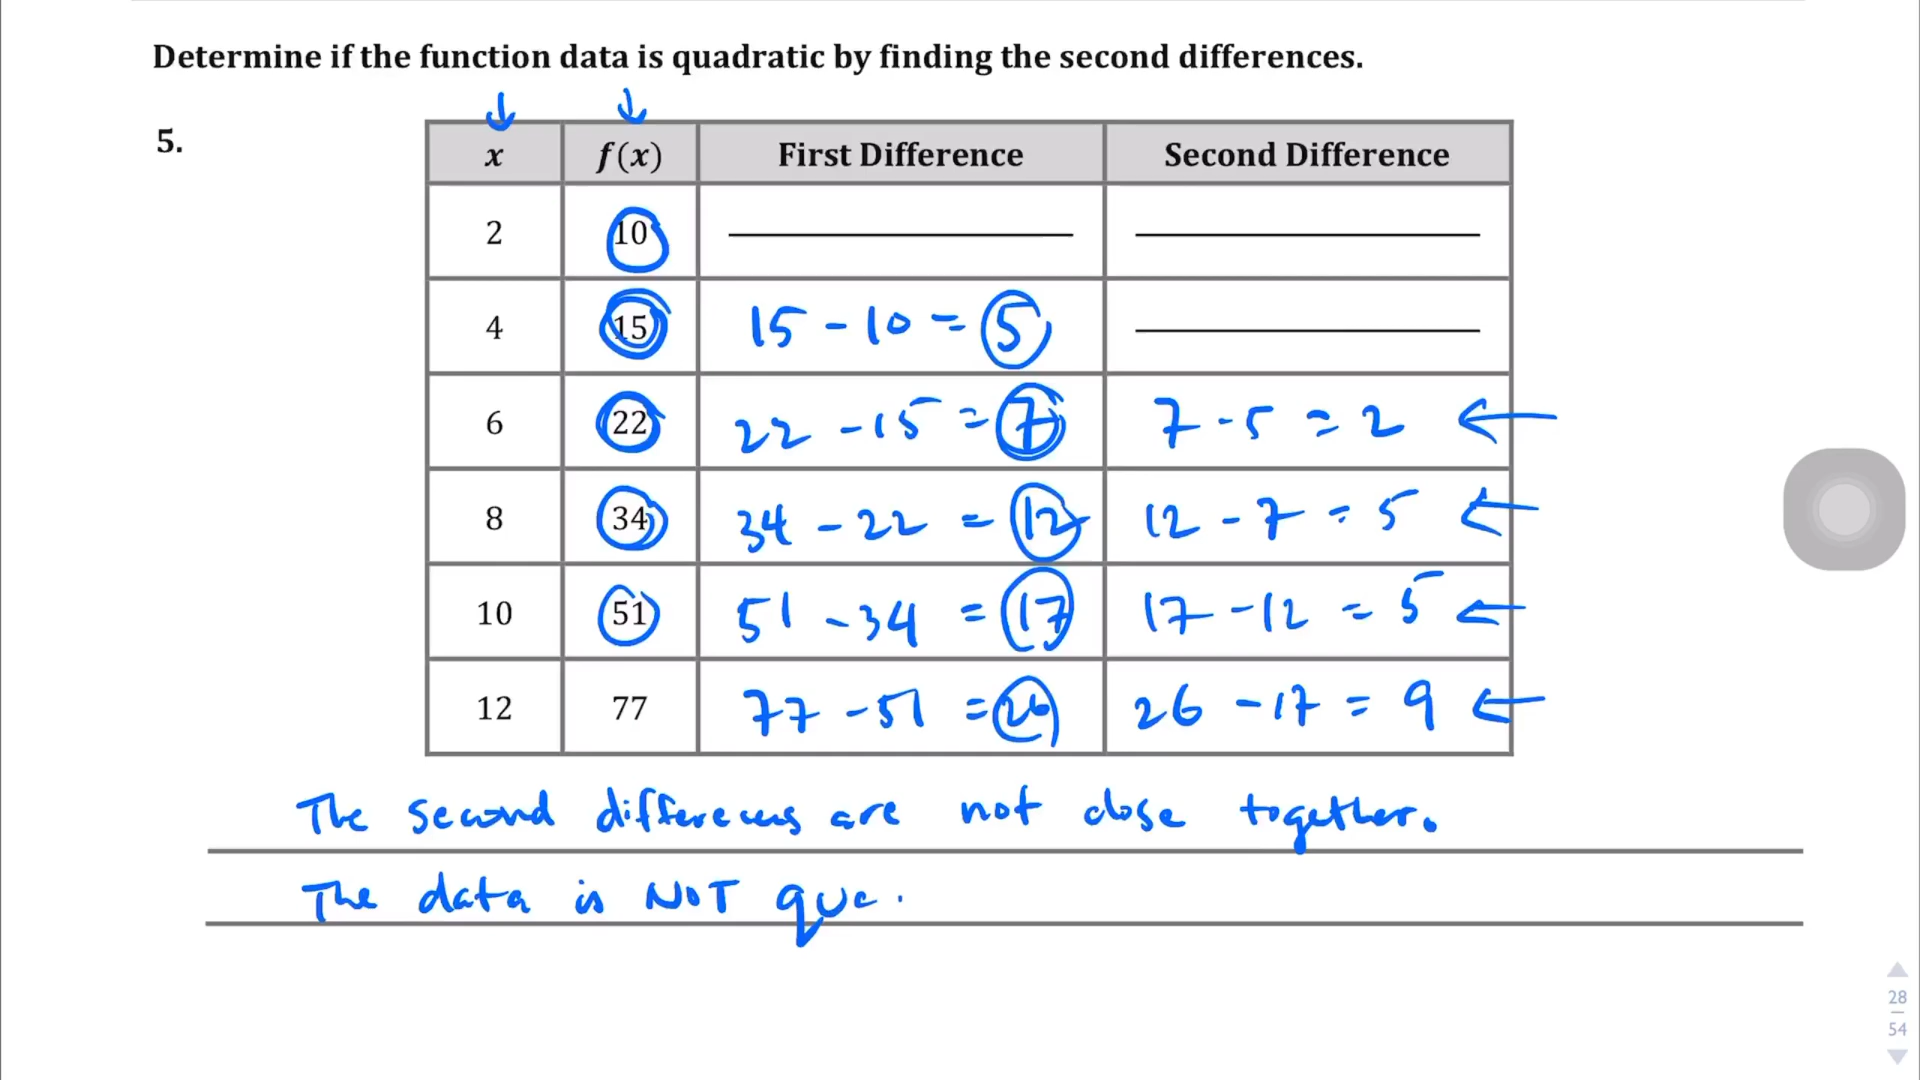 Determine if the function data is quadratic by finding the second differences.
5.
x f(x) First Difference Second Difference
2 10
4 15 15 - 10 = 5
6 22 22 - 15 = 7 7 - 5 = 2
8 34 34 - 22 = 12 12 - 7 = 5
10 51 51 - 34 = 17 17 - 12 = 5
12 77 77 - 51 = 26 26 - 17 = 9
The second differences are not close together.
The data is NOT qua
28
54